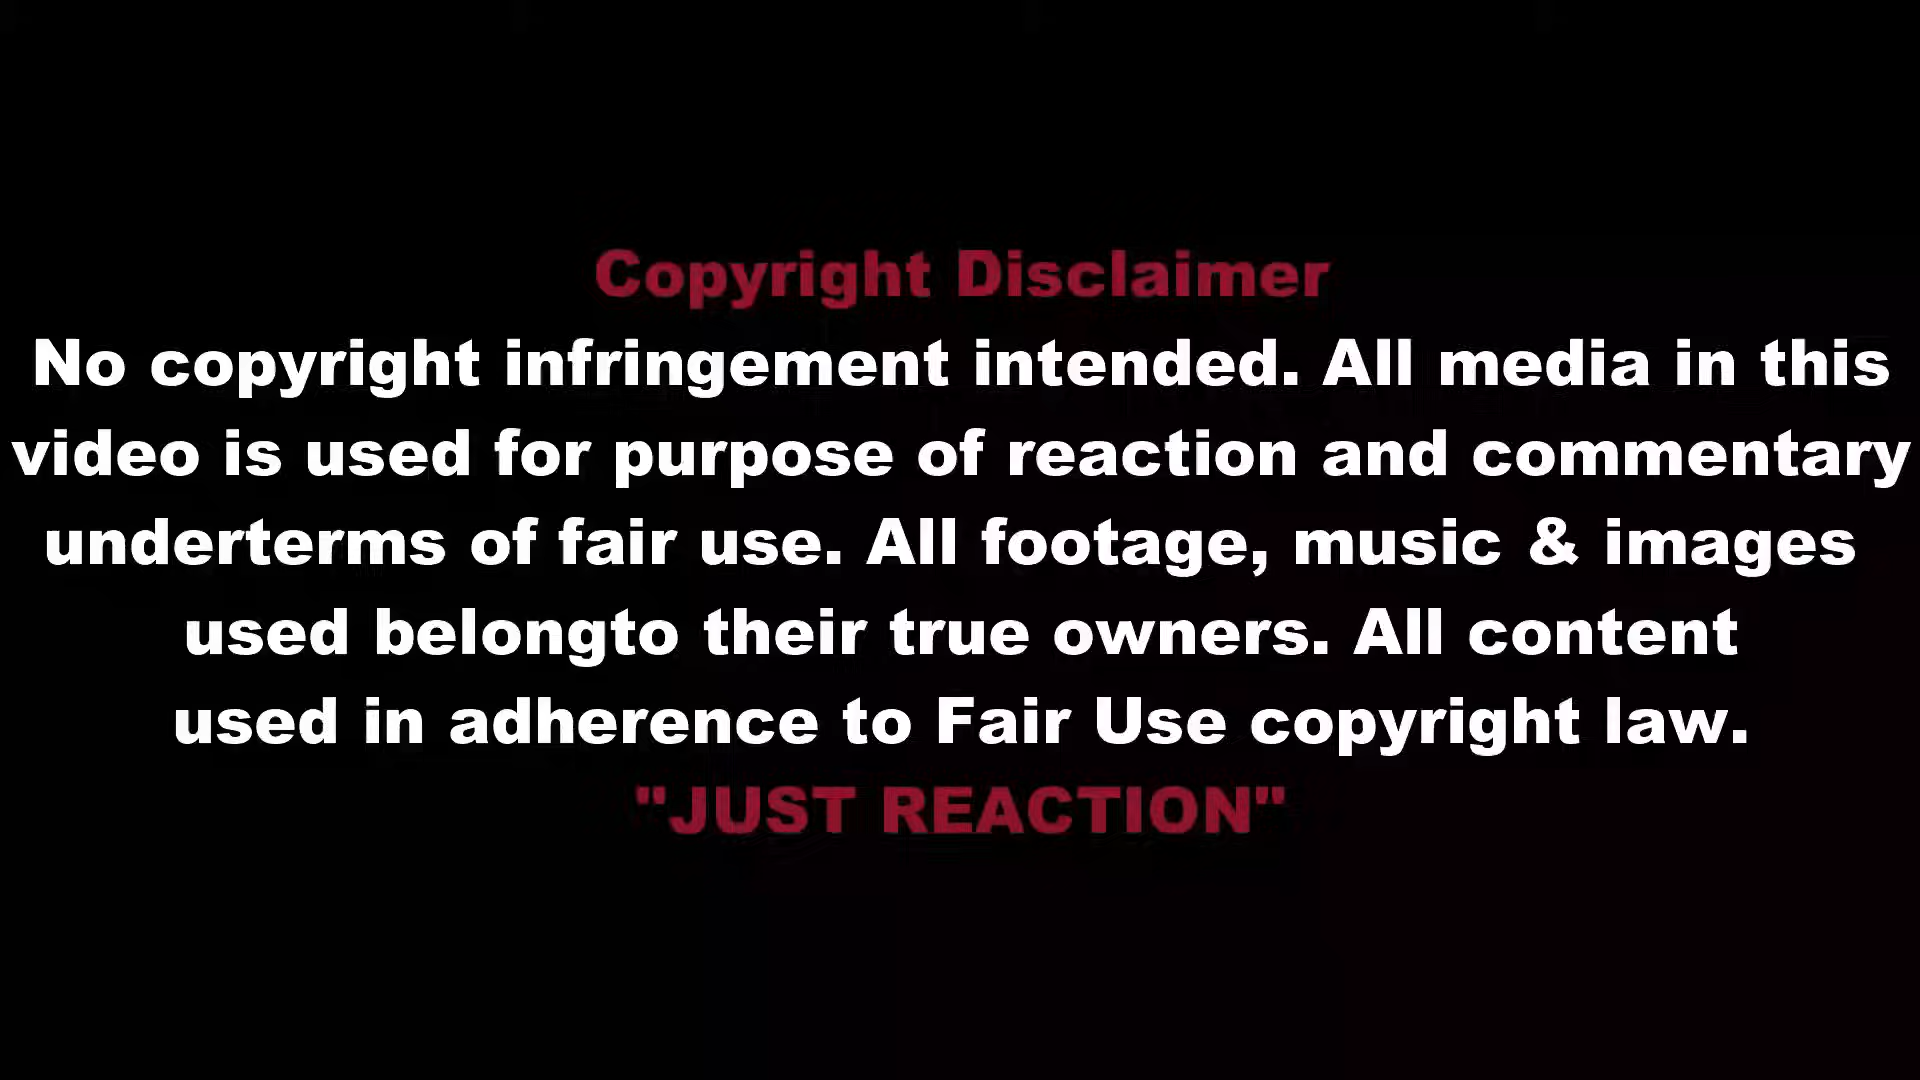 Copyright Disclaimer
No copyright infringement intended. All media in this
video is used for purpose of reaction and commentary
underterms of fair use. All footage, music & images
used belongto their true owners. All content
used in adherence to Fair Use copyright law.
"JUST REACTION"